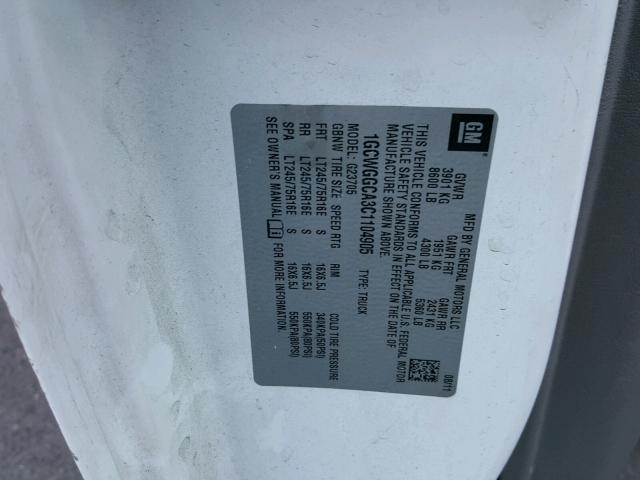 GM
MFD BY GENERAL MOTORS LLC
08/11
GVWR GAWR FRT GAWR RR
3901 KG 1951 KG 2431 KG
8600 LB 4300 LB 5360 LB
THIS VEHICLE CONFORMS TO ALL APPLICABLE U.S. FEDERAL MOTOR
VEHICLE SAFETY STANDARDS IN EFFECT ON THE DATE OF
MANUFACTURE SHOWN ABOVE.
1GCWGGCA3C1104905 TYPE: TRUCK
MODEL: G23705
GBNW TIRE SIZE SPEED RTG RIM COLD TIRE PRESSURE
FRT LT245/75R16E S 16X6.5J 340KPA(50PSI)
RR LT245/75R16E S 16X6.5J 550KPA(80PSI)
SPA LT245/75R16E S 16X6.5J 550KPA(80PSI)
SEE OWNER'S MANUAL FOR MORE INFORMATION.